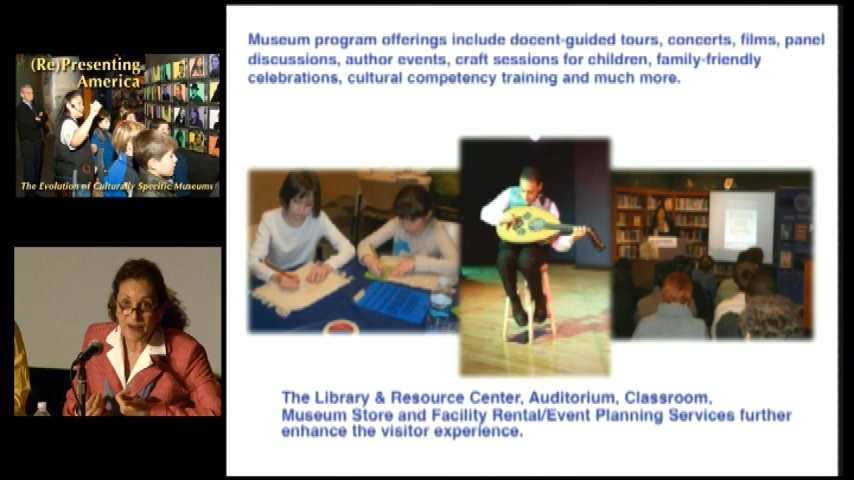 (Re)Presenting
America
The Evolution of Culturally Specific Museums
Museum program offerings include docent-guided tours, concerts, films, panel
discussions, author events, craft sessions for children, family-friendly
celebrations, cultural competency training and much more.
The Library & Resource Center, Auditorium, Classroom,
Museum Store and Facility Rental/Event Planning Services further
enhance the visitor experience.